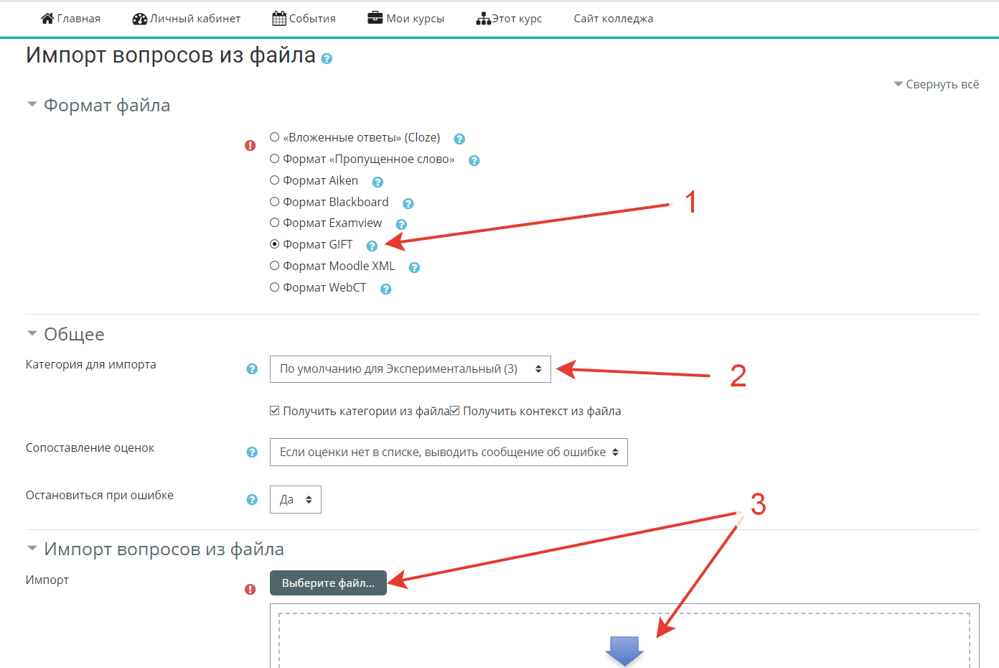 Главная Личный кабинет События Мои курсы Этот курс Сайт колледжа
Импорт вопросов из файла ?
Свернуть всё
Формат файла
! «Вложенные ответы» (Cloze) ?
Формат «Пропущенное слово» ?
Формат Aiken ?
Формат Blackboard ?
1
Формат Examview ?
Формат GIFT ?
Формат Moodle XML ?
Формат WebCT ?
Общее
Категория для импорта ? По умолчанию для Экспериментальный (3)
2
Получить категории из файла Получить контекст из файла
Сопоставление оценок ? Если оценки нет в списке, выводить сообщение об ошибке
Остановиться при ошибке ? Да
3
Импорт вопросов из файла
Импорт ! Выберите файл...